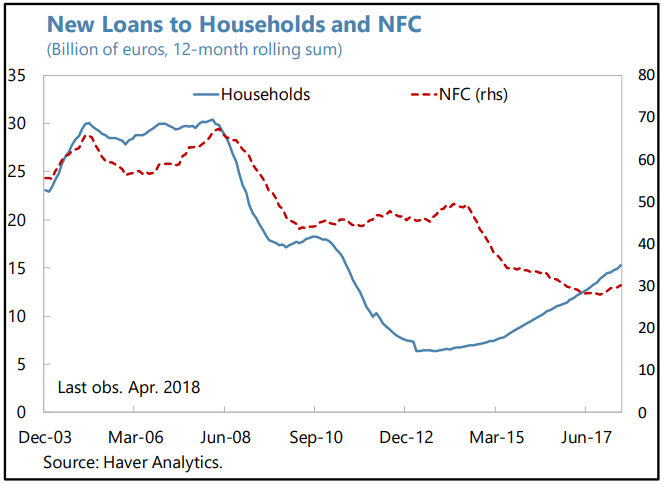 New Loans to Households and NFC
(Billion of euros, 12-month rolling sum)
35
30
25
20
15
10
5
0
Households
NFC (rhs)
80
70
60
50
40
30
20
10
0
Last obs. Apr. 2018
Dec-03
Mar-06
Jun-08
Sep-10
Dec-12
Mar-15
Jun-17
Source: Haver Analytics.